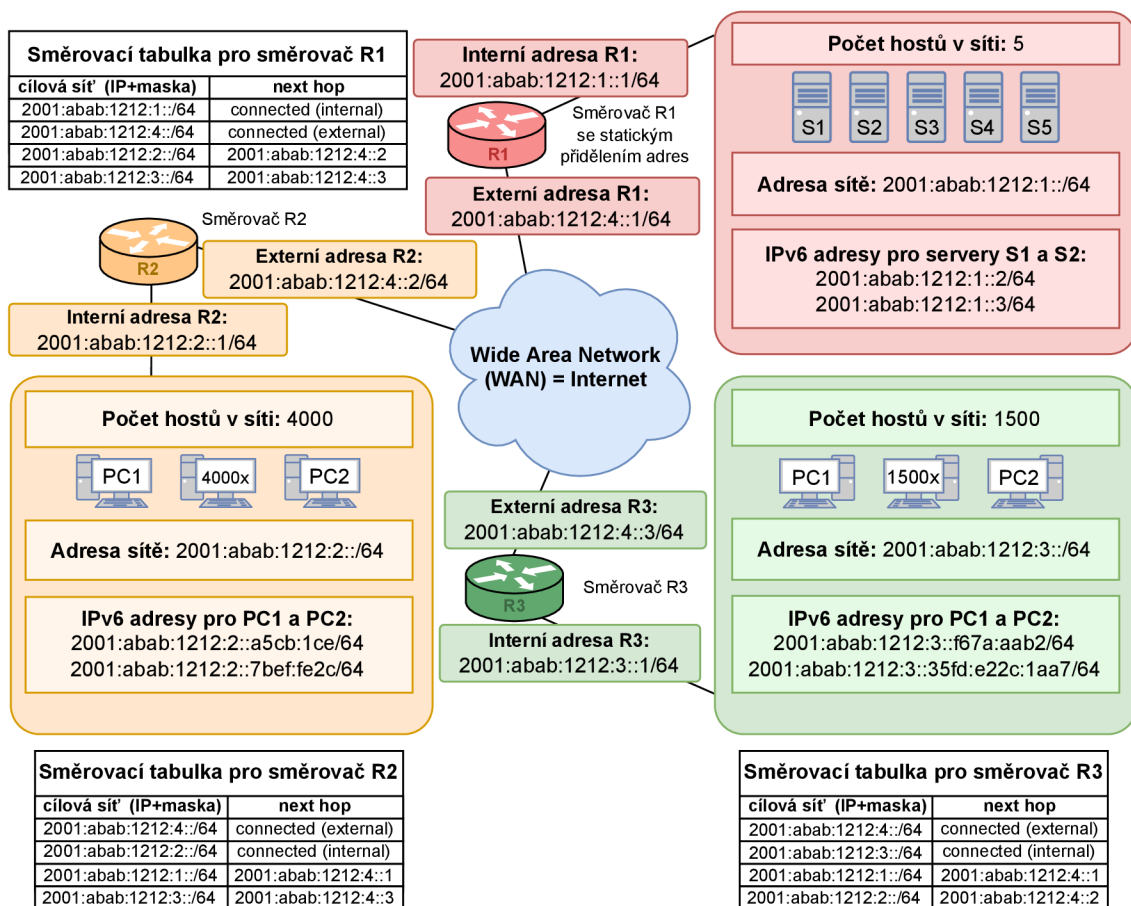 Směrovací tabulka pro směrovač R1
cílová síť (IP+maska) next hop
2001:abab:1212:1::/64 connected (internal)
2001:abab:1212:4::/64 connected (external)
2001:abab:1212:2::/64 2001:abab:1212:4::2
2001:abab:1212:3::/64 2001:abab:1212:4::3
Interní adresa R1:
2001:abab:1212:1::1/64
R1
Směrovač R1
se statickým
přidělením adres
Externí adresa R1:
2001:abab:1212:4::1/64
Počet hostů v síti: 5
S1 S2 S3 S4 S5
Adresa sítě: 2001:abab:1212:1::/64
IPv6 adresy pro servery S1 a S2:
2001:abab:1212:1::2/64
2001:abab:1212:1::3/64
Směrovač R2
R2
Externí adresa R2:
2001:abab:1212:4::2/64
Interní adresa R2:
2001:abab:1212:2::1/64
Wide Area Network
(WAN) = Internet
Počet hostů v síti: 4000
PC1 4000x PC2
Adresa sítě: 2001:abab:1212:2::/64
IPv6 adresy pro PC1 a PC2:
2001:abab:1212:2::a5cb:1ce/64
2001:abab:1212:2::7bef:fe2c/64
Externí adresa R3:
2001:abab:1212:4::3/64
R3
Směrovač R3
Interní adresa R3:
2001:abab:1212:3::1/64
Počet hostů v síti: 1500
PC1 1500x PC2
Adresa sítě: 2001:abab:1212:3::/64
IPv6 adresy pro PC1 a PC2:
2001:abab:1212:3::f67a:aab2/64
2001:abab:1212:3::35fd:e22c:1aa7/64
Směrovací tabulka pro směrovač R2
cílová síť (IP+maska) next hop
2001:abab:1212:4::/64 connected (external)
2001:abab:1212:2::/64 connected (internal)
2001:abab:1212:1::/64 2001:abab:1212:4::1
2001:abab:1212:3::/64 2001:abab:1212:4::3
Směrovací tabulka pro směrovač R3
cílová síť (IP+maska) next hop
2001:abab:1212:4::/64 connected (external)
2001:abab:1212:3::/64 connected (internal)
2001:abab:1212:1::/64 2001:abab:1212:4::1
2001:abab:1212:2::/64 2001:abab:1212:4::2